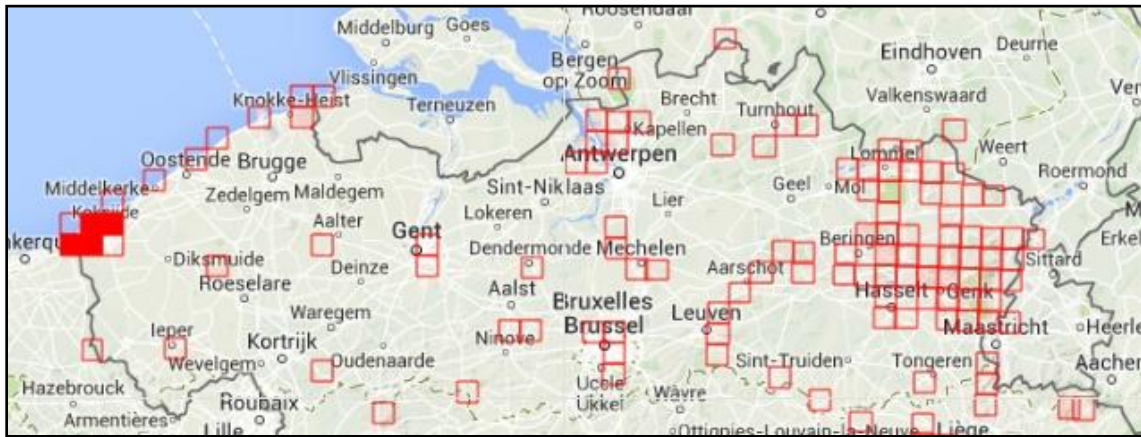 Roosendaal
Middelburg
Goes
Bergen
op Zoom
Eindhoven
Deurne
Vlissingen
Brecht
Valkenswaard
Knokke-Heist
Terneuzen
Turnhout
Kapellen
Oostende
Brugge
Antwerpen
Lommel
Weert
Middelkerke
Zedelgem
Maldegem
Sint-Niklaas
Geel
Mol
Roermond
Lokeren
Lier
Aalter
Gent
Diksmuide
Deinze
Dendermonde
Mechelen
Beringen
Sittard
Roeselare
Aalst
Aarschot
Waregem
Bruxelles
Brussel
Leuven
Hasselt
Genk
Ieper
Kortrijk
Ninove
Maastricht
Wevelgem
Oudenaarde
Sint-Truiden
Tongeren
Aachen
Hazebrouck
Uccle
Ukkel
Wavre
Armentières
Roubaix
Lille
Ottignies-Louvain-la-Neuve
Liège